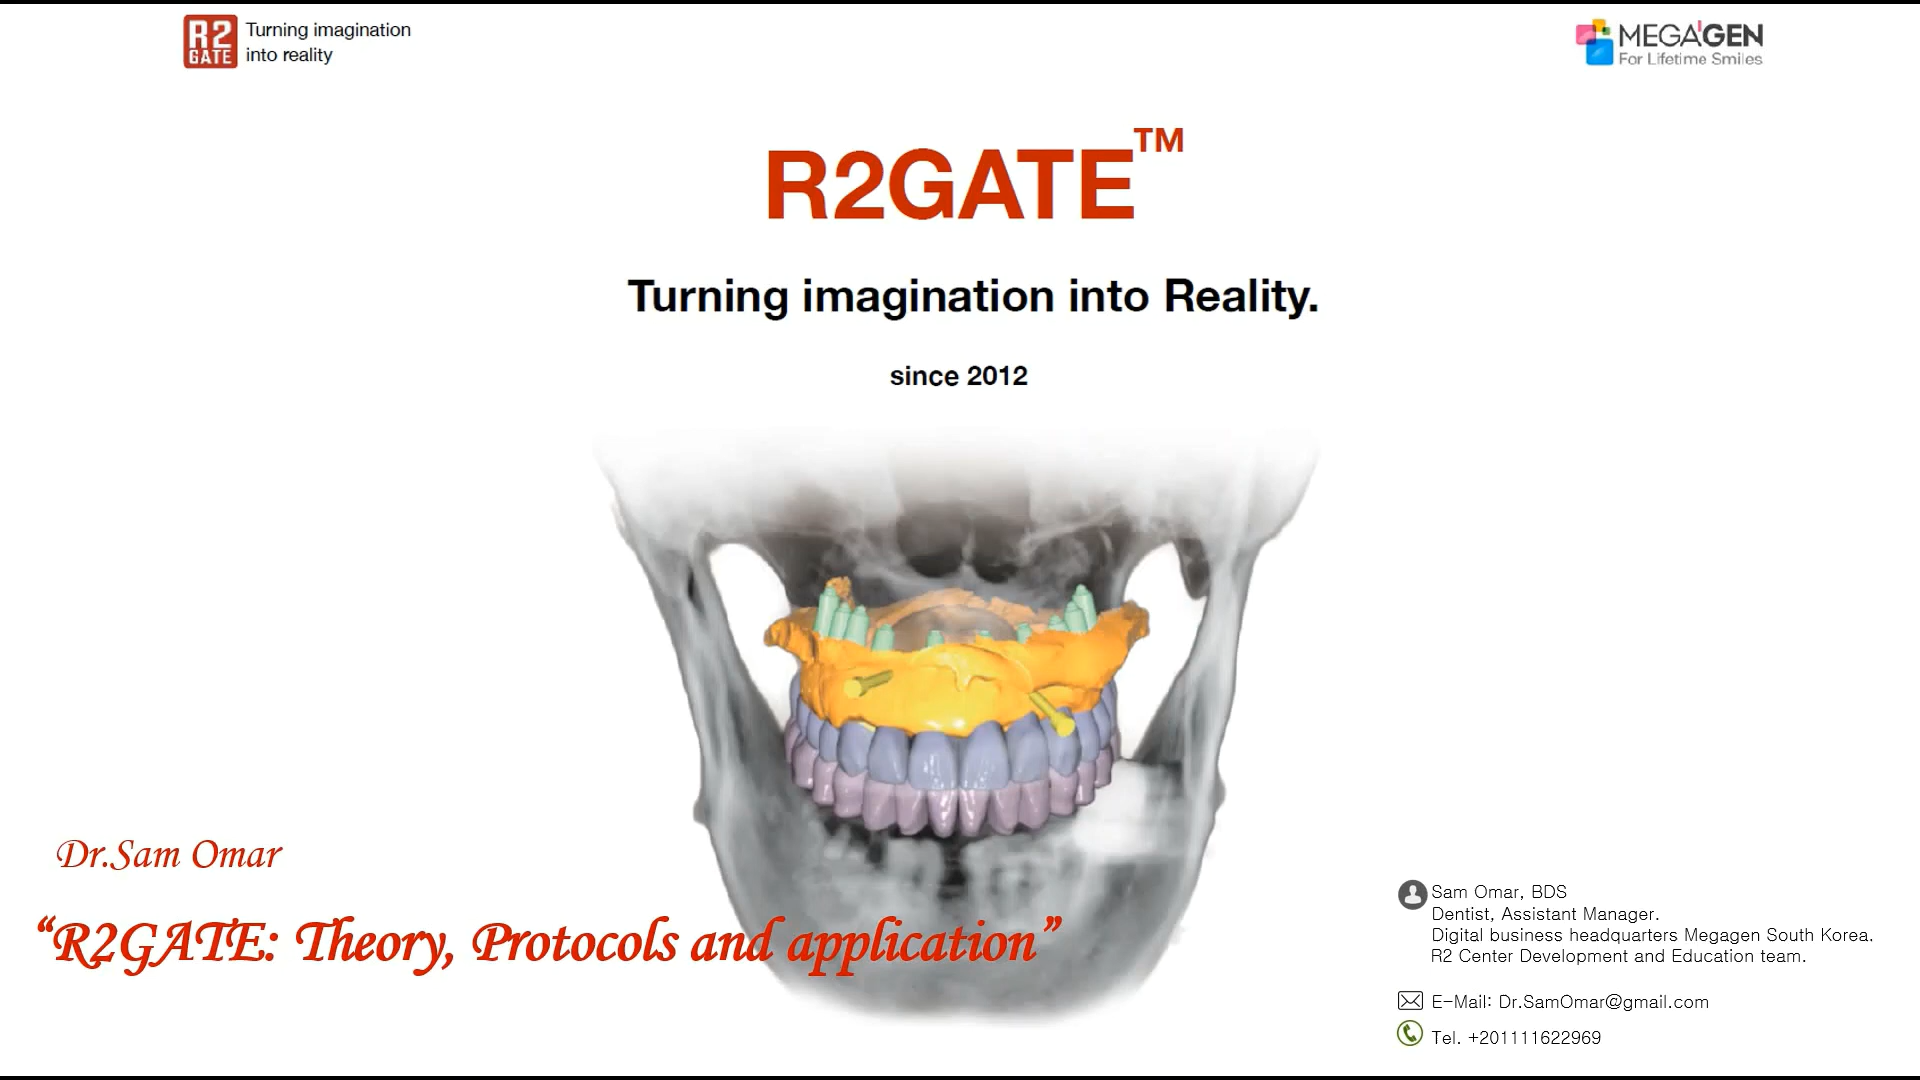 R2
GATE
Turning imagination
into reality
MEGA'GEN
For Lifetime Smiles
R2GATE™
Turning imagination into Reality.
since 2012
Dr.Sam Omar
“R2GATE: Theory, Protocols and application”
Sam Omar, BDS
Dentist, Assistant Manager.
Digital business headquarters Megagen South Korea.
R2 Center Development and Education team.
E-Mail: Dr.SamOmar@gmail.com
Tel. +201111622969